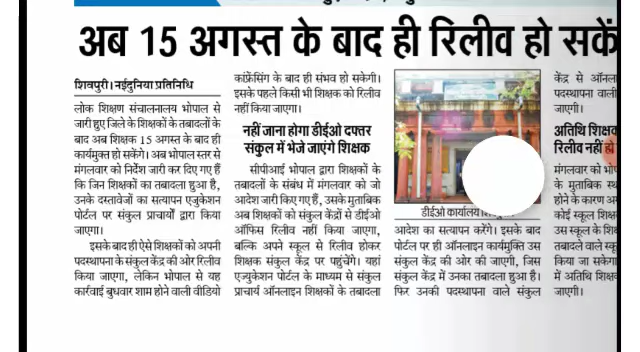 अब 15 अगस्त के बाद ही रिलीव हो सकें
शिवपुरी। नईदुनिया प्रतिनिधि
लोक शिक्षण संचालनालय भोपाल से
जारी हुए जिले के शिक्षकों के तबादलों के
बाद अब शिक्षक 15 अगस्त के बाद ही
कार्यमुक्त हो सकेंगे। अब भोपाल स्तर से
मंगलवार को निर्देश जारी कर दिए गए हैं
कि जिन शिक्षकों का तबादला हुआ है,
उनके दस्तावेजों का सत्यापन एजुकेशन
पोर्टल पर संकुल प्राचार्यों द्वारा किया
जाएगा।
इसके बाद ही ऐसे शिक्षकों को अपनी
पदस्थापना के संकुल केंद्र की ओर रिलीव
किया जाएगा, लेकिन भोपाल से यह
कार्रवाई बुधवार शाम होने वाली वीडियो
कांफ्रेंसिंग के बाद ही संभव हो सकेगी।
इसके पहले किसी भी शिक्षक को रिलीव
नहीं किया जाएगा।
नहीं जाना होगा डीईओ दफ्तर
संकुल में भेजे जाएंगे शिक्षक
सीपीआई भोपाल द्वारा शिक्षकों के
तबादलों के संबंध में मंगलवार को जो
आदेश जारी किए गए हैं, उसके मुताबिक
अब शिक्षकों को संकुल केंद्रों से डीईओ
ऑफिस रिलीव नहीं किया जाएगा,
बल्कि अपने स्कूल से रिलीव होकर
शिक्षक संकुल केंद्र पर पहुंचेंगे। यहां
एज्युकेशन पोर्टल के माध्यम से संकुल
प्राचार्य ऑनलाइन शिक्षकों के तबादला
डीईओ कार्यालय
आदेश का सत्यापन करेंगे। इसके बाद
पोर्टल पर ही ऑनलाइन कार्यमुक्ति उस
संकुल केंद्र की ओर की जाएगी, जिस
संकुल केंद्र में उनका तबादला हुआ है।
फिर उनकी पदस्थापना वाले संकुल
केंद्र से ऑनला
पदस्थापना वाली
जाएगी।
अतिथि शिक्षक
रिलीव नहीं हो
मंगलवार को भोप
के मुताबिक स्थ
होने के कारण अग
कोई स्कूल शिक्ष
उस स्कूल के शिक्ष
तबादले वाले स्कू
किया जा सकेगा
में अतिथि शिक्षक
जाएगी।